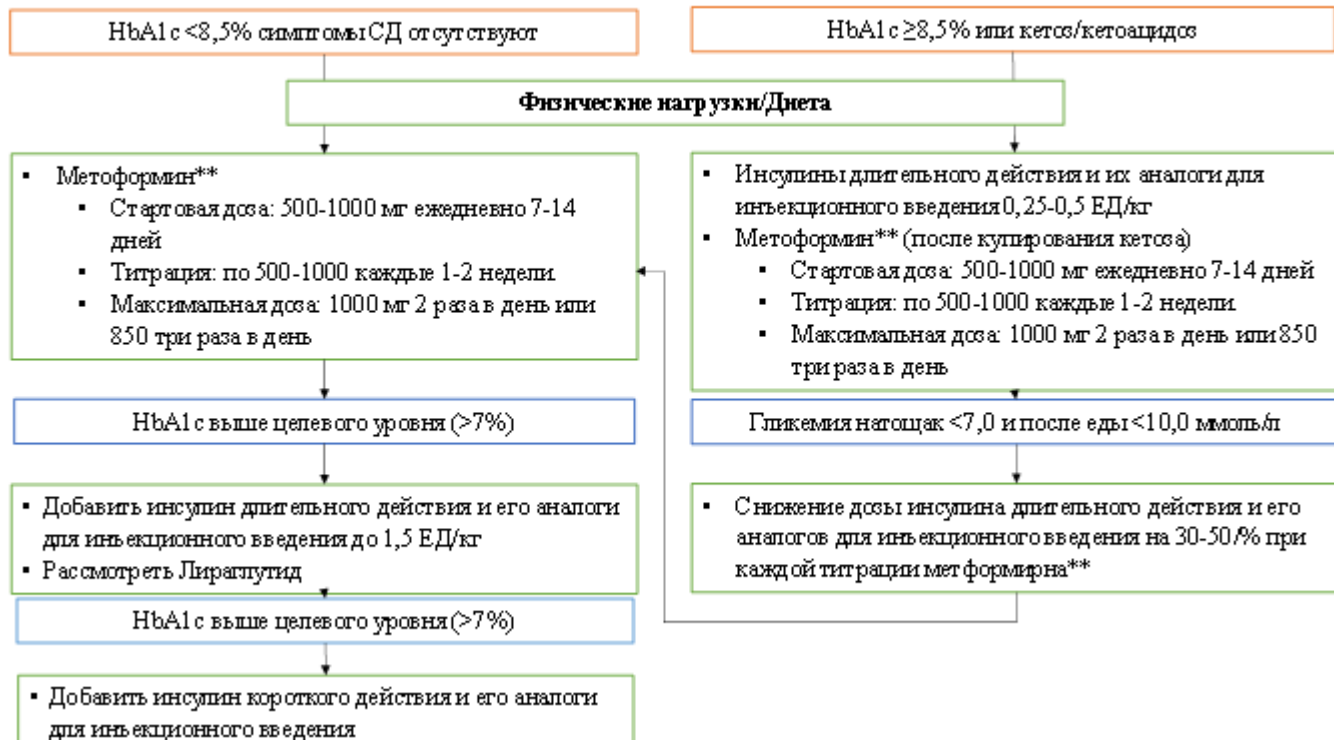 HbA1c <8,5% симптомы СД отсутствуют
HbA1c ≥8,5% или кетоз/кетоацидоз
Физические нагрузки/Диета
▪ Метоформин**
▪ Стартовая доза: 500-1000 мг ежедневно 7-14
дней
▪ Титрация: по 500-1000 каждые 1-2 недели.
▪ Максимальная доза: 1000 мг 2 раза в день или
850 три раза в день
HbA1c выше целевого уровня (>7%)
▪ Добавить инсулин длительного действия и его аналоги
для инъекционного введения до 1,5 ЕД/кг
▪ Рассмотреть Лираглутид
HbA1c выше целевого уровня (>7%)
▪ Добавить инсулин короткого действия и его аналоги
для инъекционного введения
▪ Инсулины длительного действия и их аналоги для
инъекционного введения 0,25-0,5 ЕД/кг
▪ Метоформин** (после купирования кетоза)
▪ Стартовая доза: 500-1000 мг ежедневно 7-14 дней
▪ Титрация: по 500-1000 каждые 1-2 недели.
▪ Максимальная доза: 1000 мг 2 раза в день или 850
три раза в день
Гликемия натощак <7,0 и после еды <10,0 ммоль/л
▪ Снижение дозы инсулина длительного действия и его
аналогов для инъекционного введения на 30-50/% при
каждой титрации метформирна**